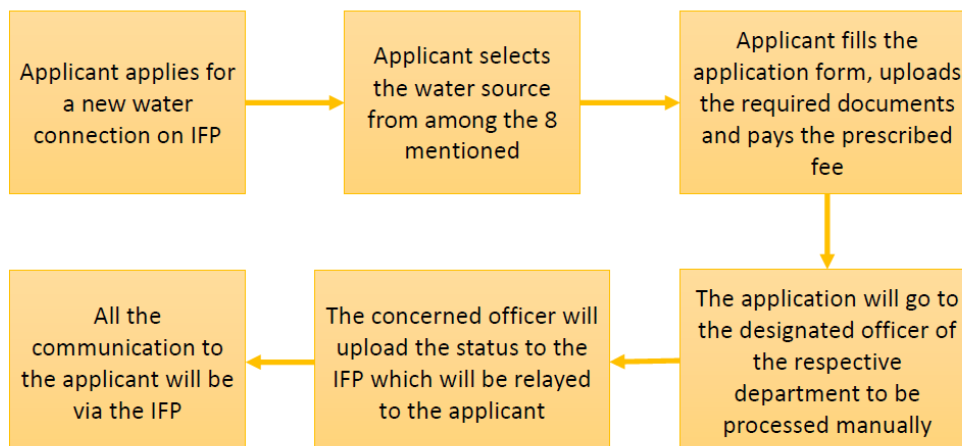 Applicant applies for
a new water
connection on IFP
Applicant selects
the water source
from among the 8
mentioned
Applicant fills the
application form, uploads
the required documents
and pays the prescribed
fee
The application will go to
the designated officer of
the respective
department to be
processed manually
The concerned officer will
upload the status to the
IFP which will be relayed
to the applicant
All the
communication to
the applicant will be
via the IFP